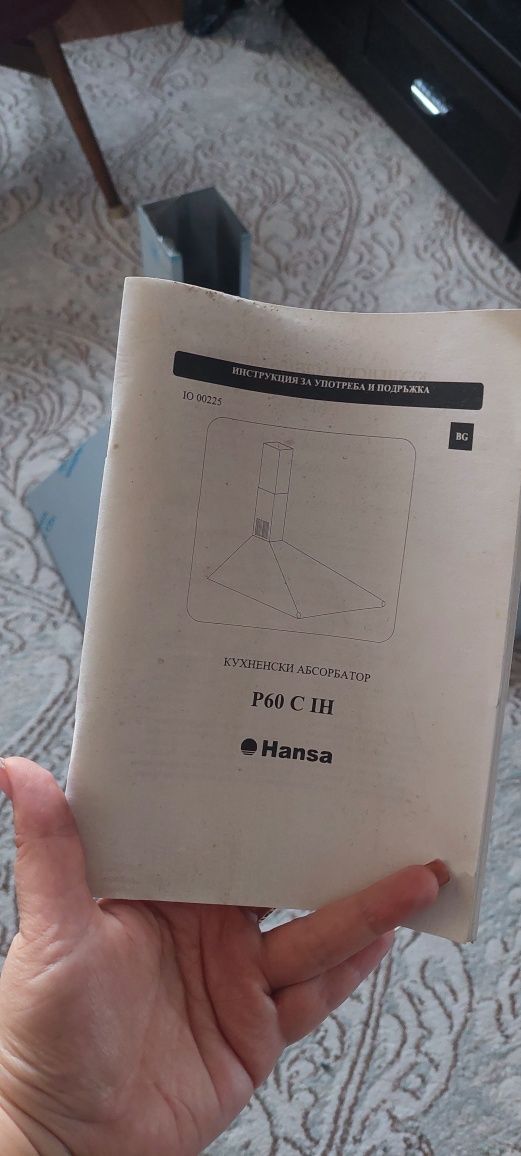 ИНСТРУКЦИЯ ЗА УПОТРЕБА И ПОДРЪЖКА
IO 00225
BG
КУХНЕНСКИ АБСОРБАТОР
P60 C IH
Hansa